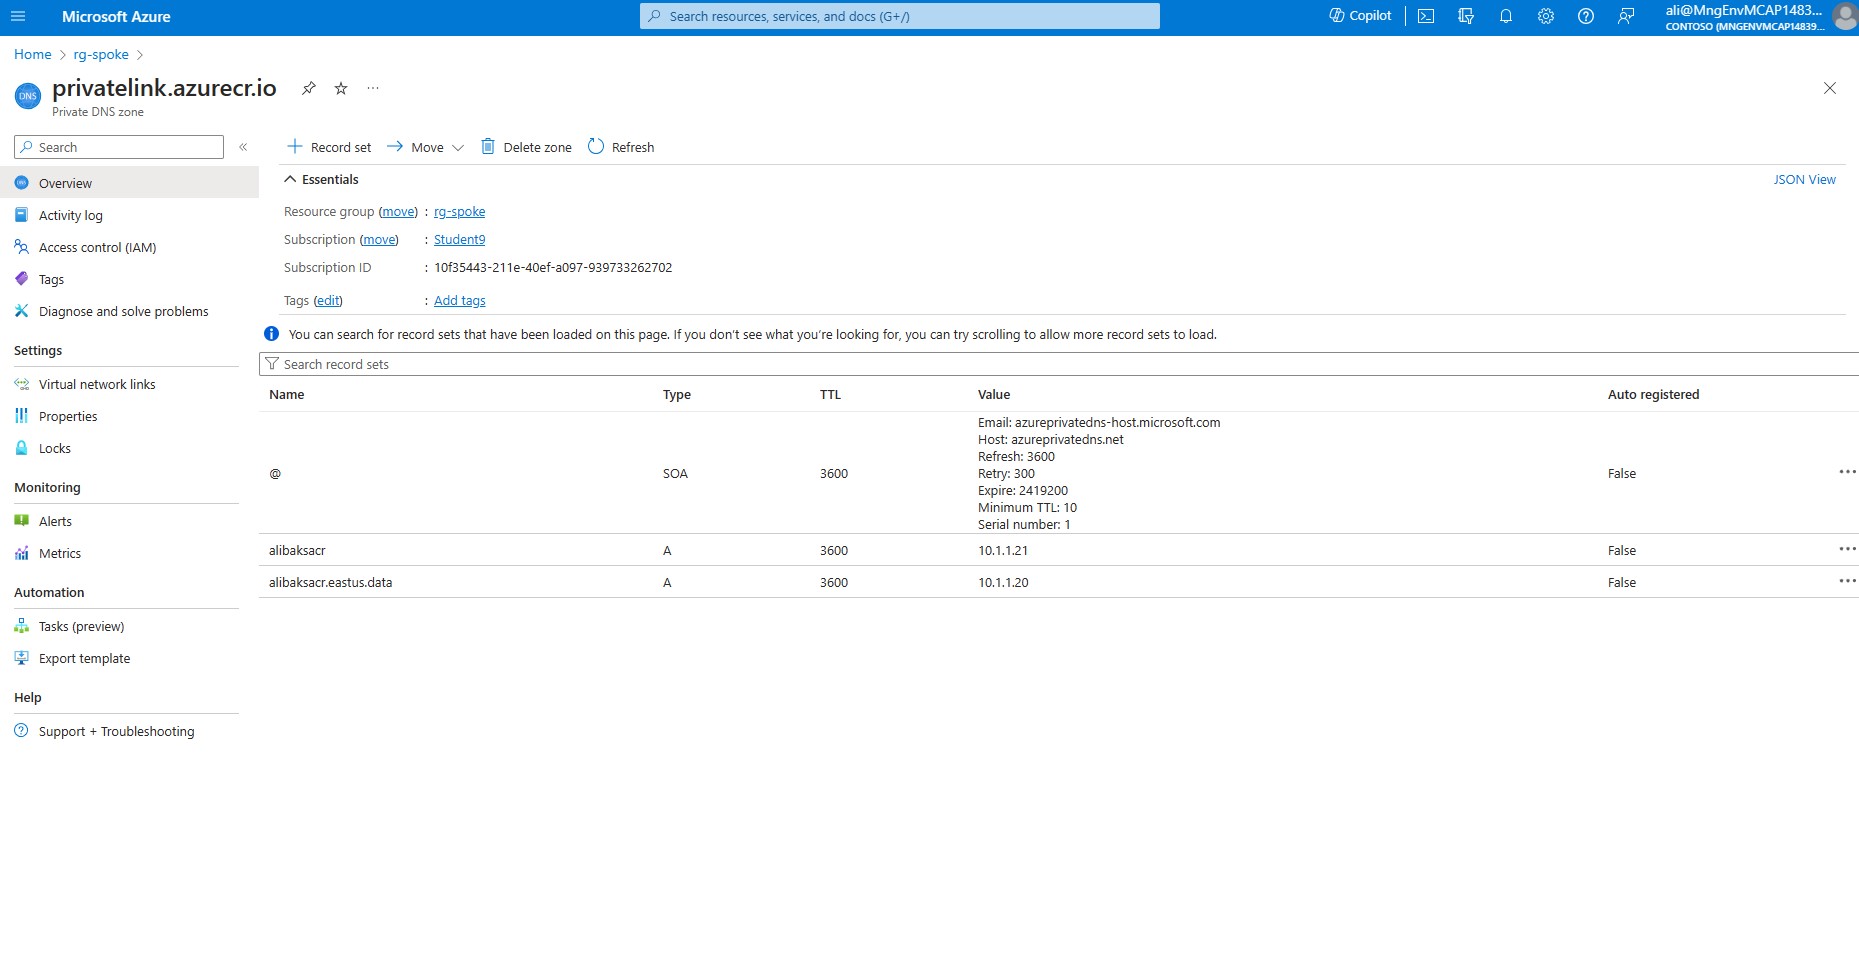 Microsoft Azure
Search resources, services, and docs (G+/)
Copilot
ali@MngEnvMCAP1483...
CONTOSO (MNGENVMCAP14839...
Home > rg-spoke >
DNS
privatelink.azurecr.io
...
Private DNS zone
Search
«
Record set
Move
Delete zone
Refresh
Overview
Activity log
Access control (IAM)
Tags
Diagnose and solve problems
Settings
Virtual network links
Properties
Locks
Monitoring
Alerts
Metrics
Automation
Tasks (preview)
Export template
Help
Support + Troubleshooting
Essentials
JSON View
Resource group (move) : rg-spoke
Subscription (move) : Student9
Subscription ID : 10f35443-211e-40ef-a097-939733262702
Tags (edit) : Add tags
You can search for record sets that have been loaded on this page. If you don't see what you're looking for, you can try scrolling to allow more record sets to load.
Search record sets
Name Type TTL Value Auto registered
@ SOA 3600
Email: azureprivatedns-host.microsoft.com
Host: azureprivatedns.net
Refresh: 3600
Retry: 300
Expire: 2419200
Minimum TTL: 10
Serial number: 1
False
alibaksacr A 3600 10.1.1.21 False
alibaksacr.eastus.data A 3600 10.1.1.20 False